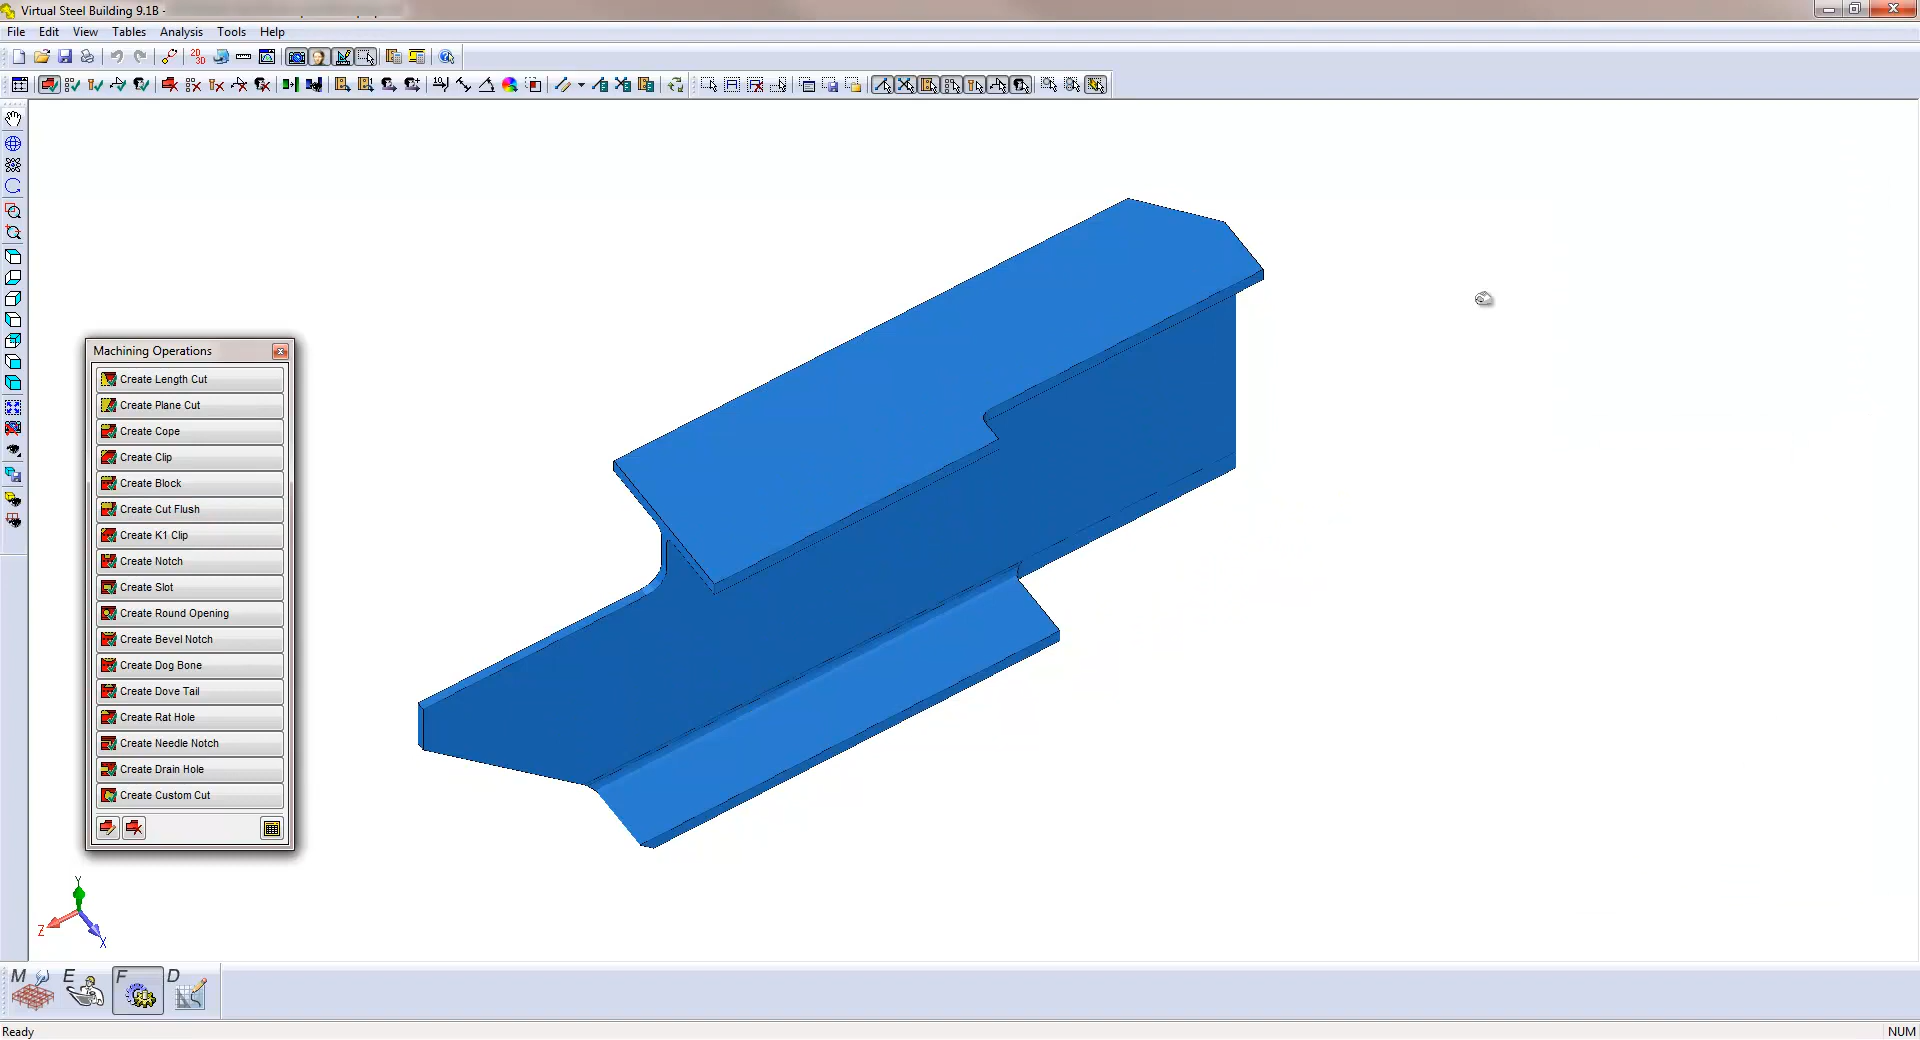 Virtual Steel Building 9.1B -
File Edit View Tables Analysis Tools Help
2D
3D
10
Machining Operations
Create Length Cut
Create Plane Cut
Create Cope
Create Clip
Create Block
Create Cut Flush
Create K1 Clip
Create Notch
Create Slot
Create Round Opening
Create Bevel Notch
Create Dog Bone
Create Dove Tail
Create Rat Hole
Create Needle Notch
Create Drain Hole
Create Custom Cut
Y
Z
X
M E F D
Ready NUM